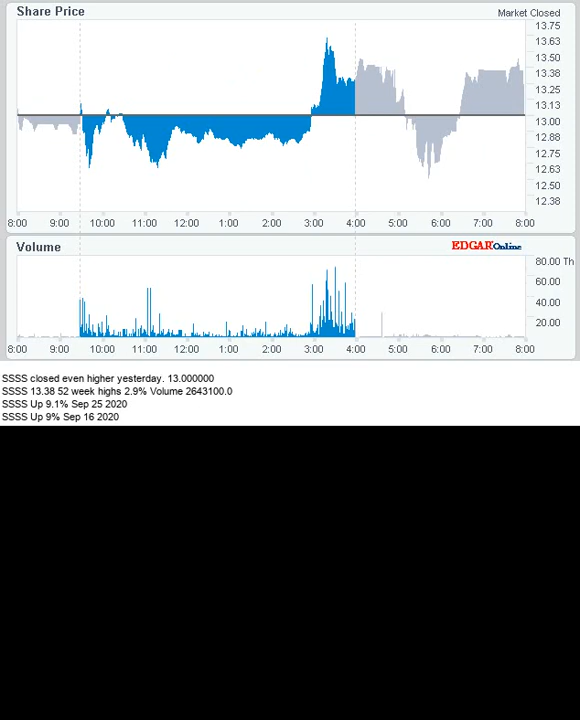 Share Price
Market Closed
13.75
13.63
13.50
13.38
13.25
13.13
13.00
12.88
12.75
12.63
12.50
12.38
8:00 9:00 10:00 11:00 12:00 1:00 2:00 3:00 4:00 5:00 6:00 7:00 8:00
Volume
EDGAR Online
80.00 Th
60.00
40.00
20.00
8:00 9:00 10:00 11:00 12:00 1:00 2:00 3:00 4:00 5:00 6:00 7:00 8:00
SSSS closed even higher yesterday. 13.000000
SSSS 13.38 52 week highs 2.9% Volume 2643100.0
SSSS Up 9.1% Sep 25 2020
SSSS Up 9% Sep 16 2020